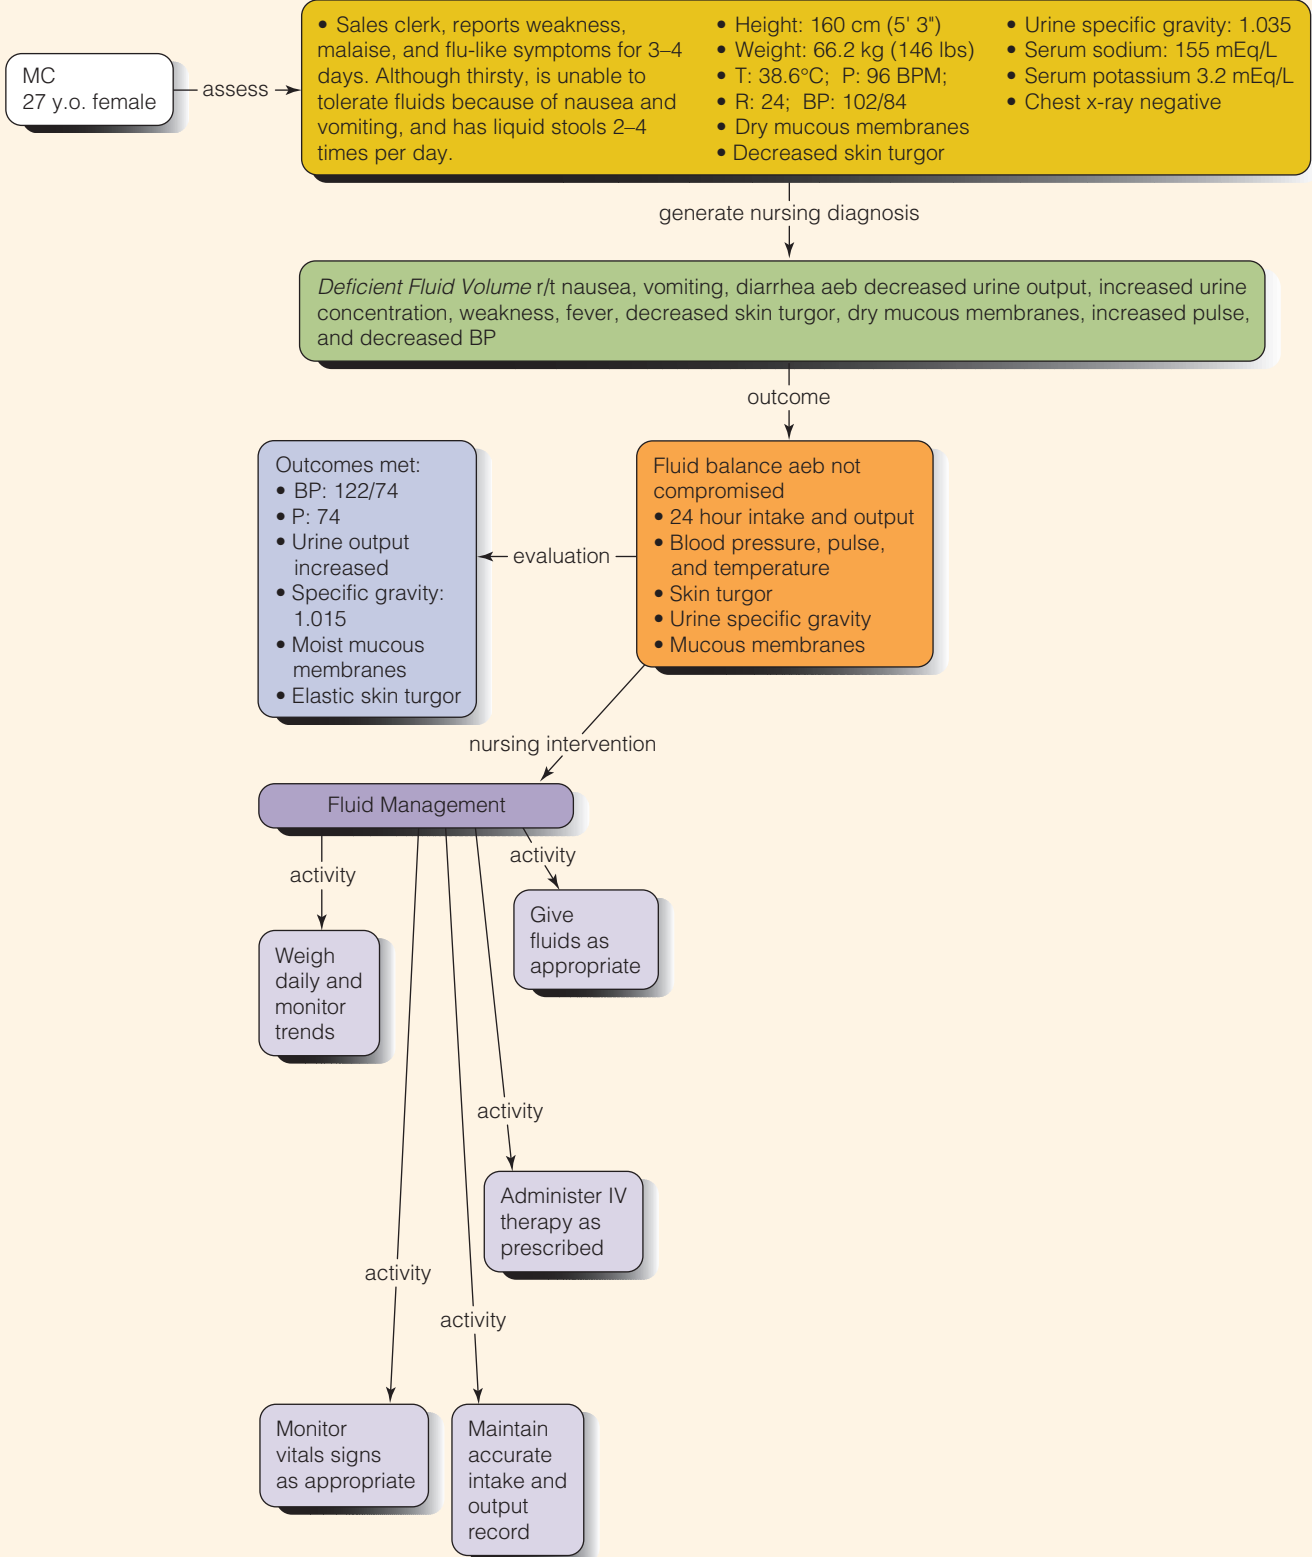 MC
27 y.o. female
assess
• Sales clerk, reports weakness,
malaise, and flu-like symptoms for 3–4
days. Although thirsty, is unable to
tolerate fluids because of nausea and
vomiting, and has liquid stools 2–4
times per day.
• Height: 160 cm (5' 3")
• Weight: 66.2 kg (146 lbs)
• T: 38.6°C; P: 96 BPM;
• R: 24; BP: 102/84
• Dry mucous membranes
• Decreased skin turgor
• Urine specific gravity: 1.035
• Serum sodium: 155 mEq/L
• Serum potassium 3.2 mEq/L
• Chest x-ray negative
generate nursing diagnosis
Deficient Fluid Volume r/t nausea, vomiting, diarrhea aeb decreased urine output, increased urine
concentration, weakness, fever, decreased skin turgor, dry mucous membranes, increased pulse,
and decreased BP
outcome
Outcomes met:
• BP: 122/74
• P: 74
• Urine output
increased
• Specific gravity:
1.015
• Moist mucous
membranes
• Elastic skin turgor
evaluation
Fluid balance aeb not
compromised
• 24 hour intake and output
• Blood pressure, pulse,
and temperature
• Skin turgor
• Urine specific gravity
• Mucous membranes
nursing intervention
Fluid Management
activity
activity
Give
fluids as
appropriate
Weigh
daily and
monitor
trends
activity
Administer IV
therapy as
prescribed
activity
activity
Monitor
vitals signs
as appropriate
Maintain
accurate
intake and
output
record